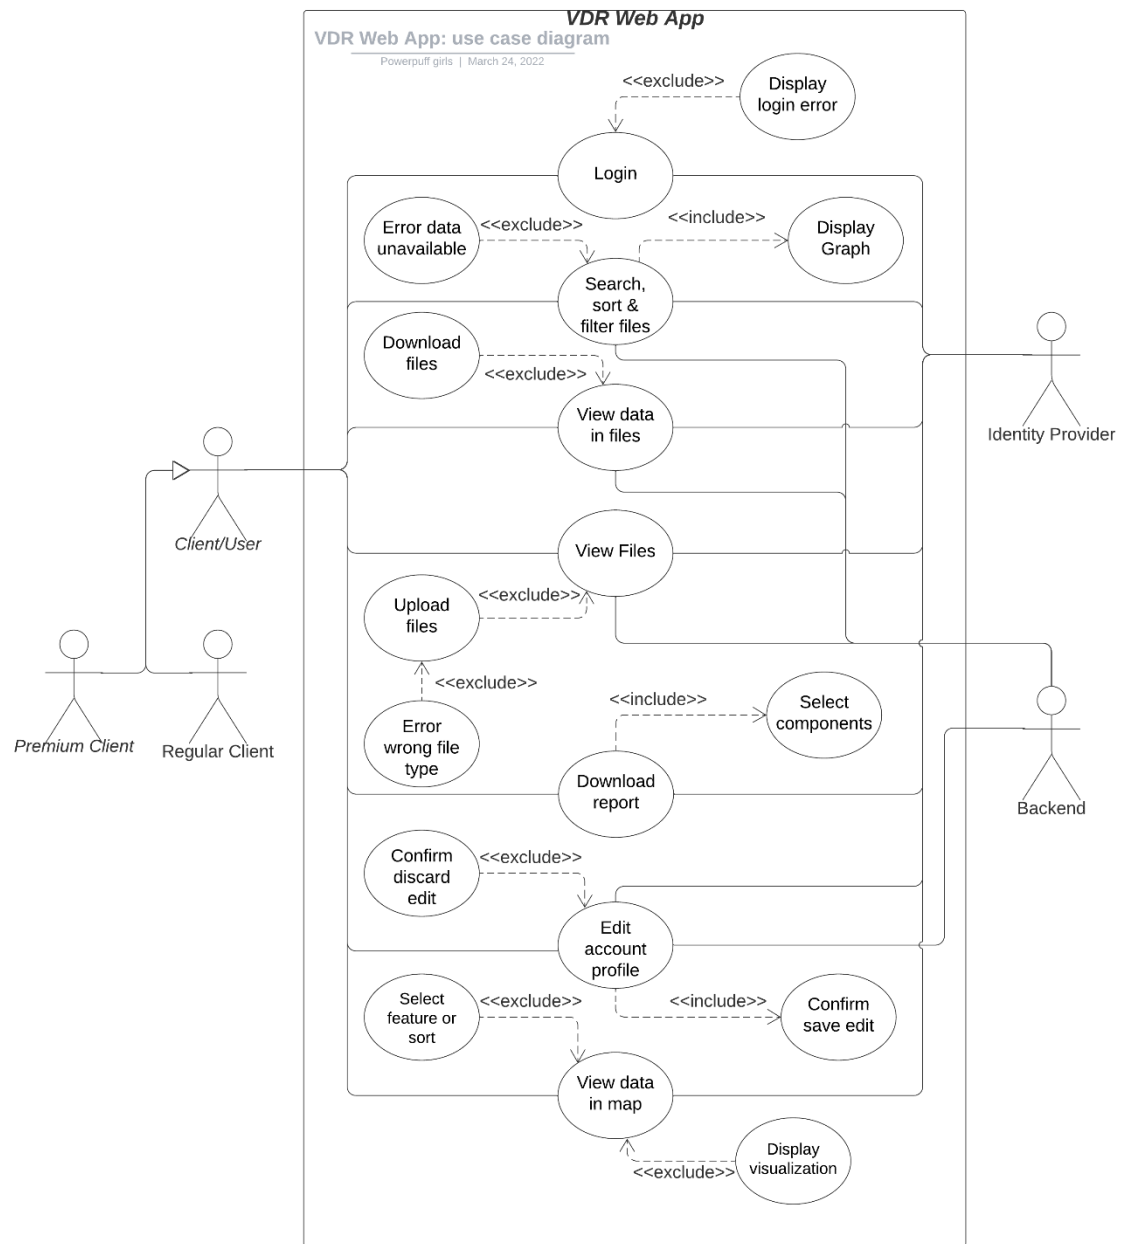 VDR Web App
VDR Web App: use case diagram
Powerpuff girls | March 24, 2022
<<exclude>>
Display
login error
Login
Error data
unavailable
<<exclude>>
<<include>>
Display
Graph
Search,
sort &
filter files
Download
files
<<exclude>>
View data
in files
Identity Provider
Client/User
View Files
Upload
files
<<exclude>>
<<exclude>>
Premium Client
Regular Client
Error
wrong file
type
<<include>>
Select
components
Download
report
Backend
Confirm
discard
edit
<<exclude>>
Edit
account
profile
Select
feature or
sort
<<exclude>>
<<include>>
Confirm
save edit
View data
in map
<<exclude>>
Display
visualization